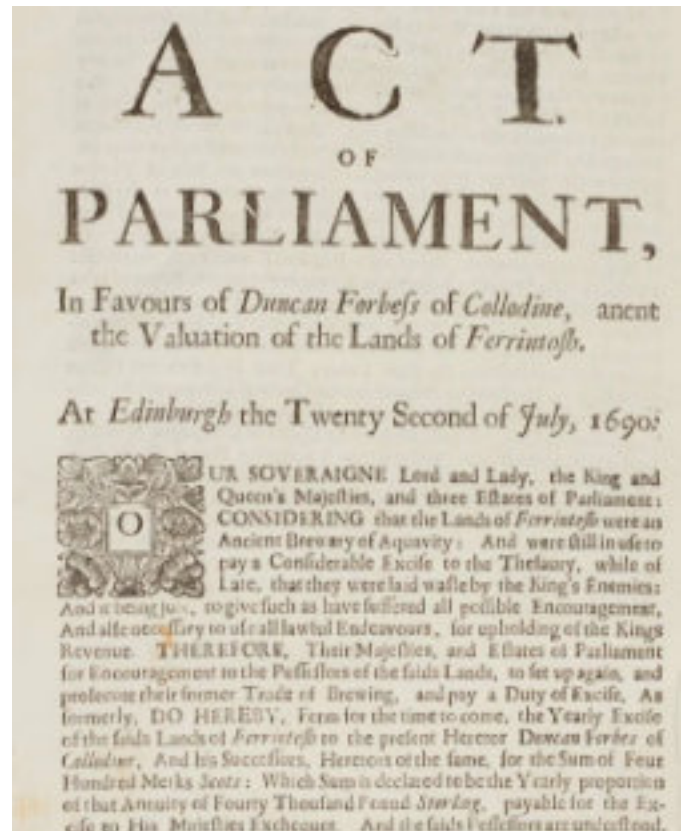 ACT.
OF
PARLIAMENT,
In Favours of Duncan Forbeſs of Collodine, anent
the Valuation of the Lands of Ferrintoſh.
At Edinburgh the Twenty Second of July, 1690:
OUR SOVERAIGNE Lord and Lady, the King and
Queen's Majeſties, and three Eſtates of Parliament:
CONSIDERING that the Lands of Ferrintoſh were an
Ancient Brewary of Aquavity: And were ſtill in uſe to
pay a Conſiderable Exciſe to the Theſaury, while of
Late, that they were laid waſte by the King's Enemies:
And it being juſt, to give ſuch as have ſuffered all poſſible Encouragement,
And alſe neceſſary to uſe all lawful Endeavours, for upholding of the Kings
Revenue THEREFORE, Their Majeſties, and Eſtates of Parliament
for Encouragement to the Poſſeſſors of the ſaids Lands, to ſet up again, and
proſecute their former Trade of Brewing, and pay a Duty of Exciſe, As
formerly, DO HEREBY, Ferm for the time to come, the Yearly Exciſe
of the ſaids Lands of Ferrintoſh to the preſent Heretor Duncan Forbes of
Collodine, And his Succeſſors, Heretors of the ſame, for the Sum of Four
Hundred Merks Scots: Which Sum is declared to be the Yearly proportion
of that Annuity of Fourty Thouſand Pound Sterling, payable for the Ex-
ciſe to His Majeſties Exchequer. And the ſaids Poſſeſſors are underſtood,